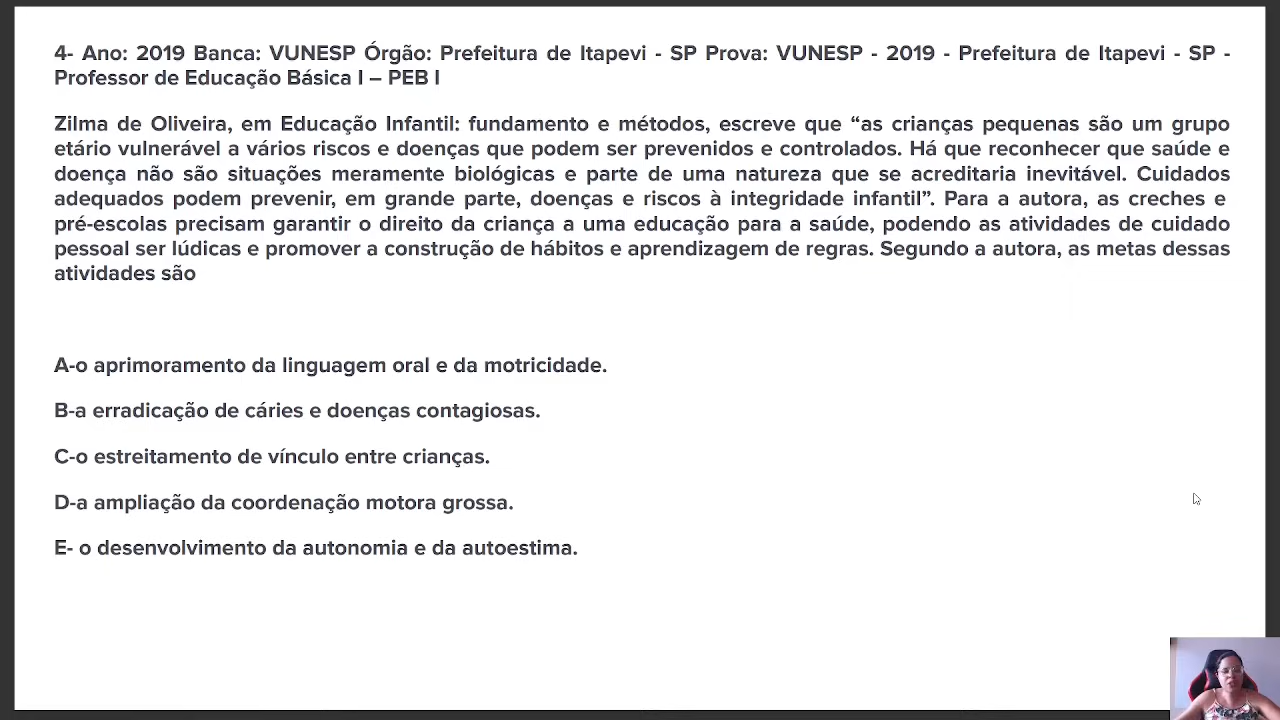 4- Ano: 2019 Banca: VUNESP Órgão: Prefeitura de Itapevi - SP Prova: VUNESP - 2019 - Prefeitura de Itapevi - SP -
Professor de Educação Básica I – PEB I
Zilma de Oliveira, em Educação Infantil: fundamento e métodos, escreve que “as crianças pequenas são um grupo
etário vulnerável a vários riscos e doenças que podem ser prevenidos e controlados. Há que reconhecer que saúde e
doença não são situações meramente biológicas e parte de uma natureza que se acreditaria inevitável. Cuidados
adequados podem prevenir, em grande parte, doenças e riscos à integridade infantil”. Para a autora, as creches e
pré-escolas precisam garantir o direito da criança a uma educação para a saúde, podendo as atividades de cuidado
pessoal ser lúdicas e promover a construção de hábitos e aprendizagem de regras. Segundo a autora, as metas dessas
atividades são
A-o aprimoramento da linguagem oral e da motricidade.
B-a erradicação de cáries e doenças contagiosas.
C-o estreitamento de vínculo entre crianças.
D-a ampliação da coordenação motora grossa.
E- o desenvolvimento da autonomia e da autoestima.